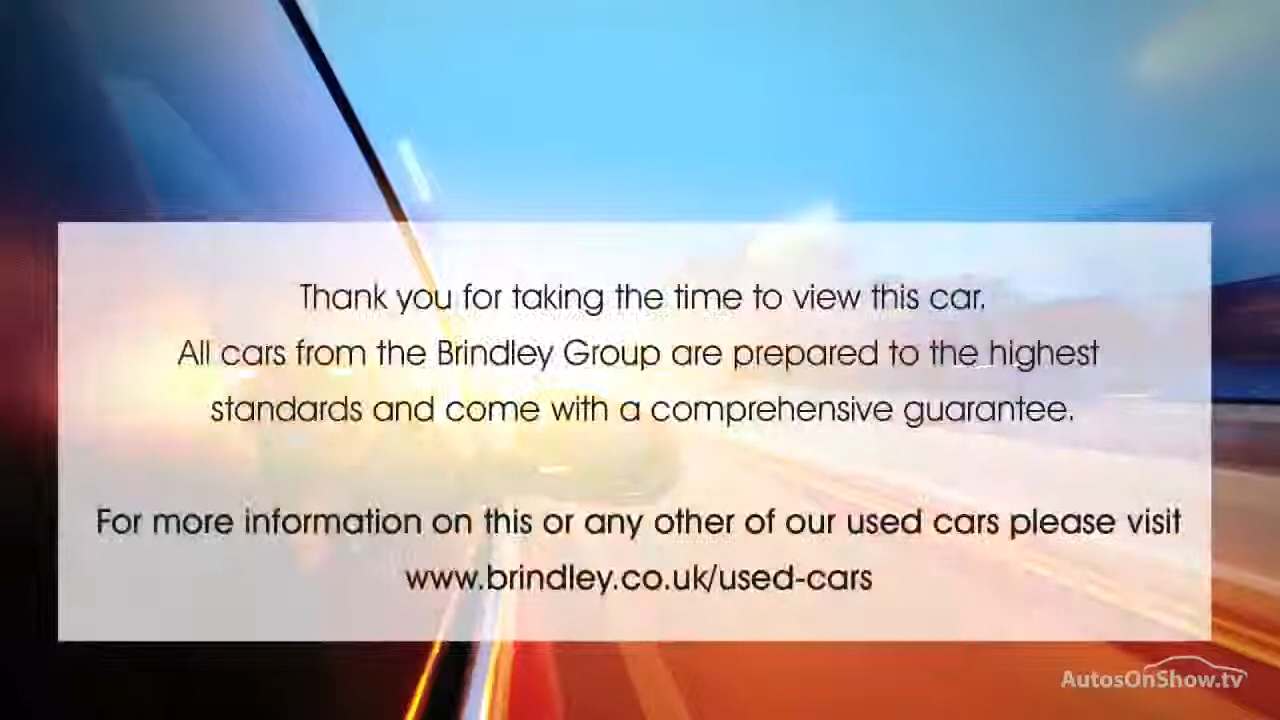 Thank you for taking the time to view this car.
All cars from the Brindley Group are prepared to the highest
standards and come with a comprehensive guarantee.
For more information on this or any other of our used cars please visit
www.brindley.co.uk/used-cars
AutosOnShow.tv